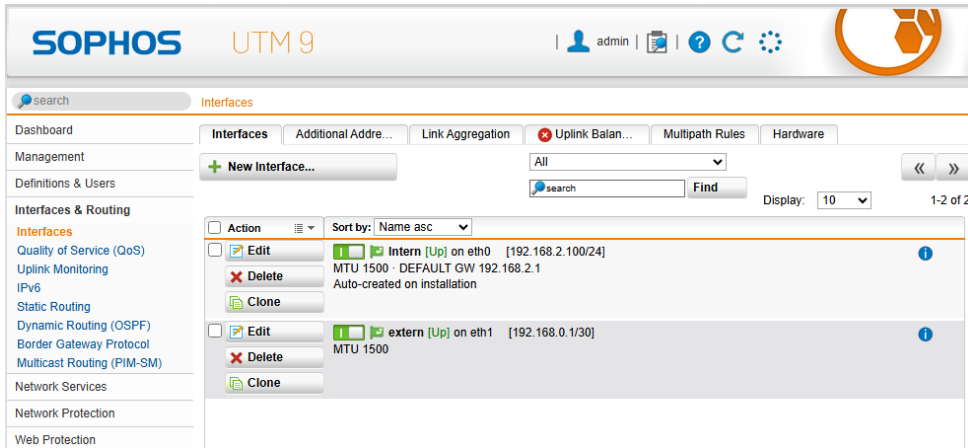 SOPHOS UTM 9
| admin | | ?
search
Interfaces
Dashboard
Management
Definitions & Users
Interfaces & Routing
Interfaces
Quality of Service (QoS)
Uplink Monitoring
IPv6
Static Routing
Dynamic Routing (OSPF)
Border Gateway Protocol
Multicast Routing (PIM-SM)
Network Services
Network Protection
Web Protection
Interfaces Additional Addre... Link Aggregation Uplink Balan... Multipath Rules Hardware
+ New Interface...
All
search Find
Display: 10
« »
1-2 of 2
Action Sort by: Name asc
Edit Intern [Up] on eth0 [192.168.2.100/24]
MTU 1500 · DEFAULT GW 192.168.2.1
Delete
Auto-created on installation
Clone
Edit extern [Up] on eth1 [192.168.0.1/30]
MTU 1500
Delete
Clone